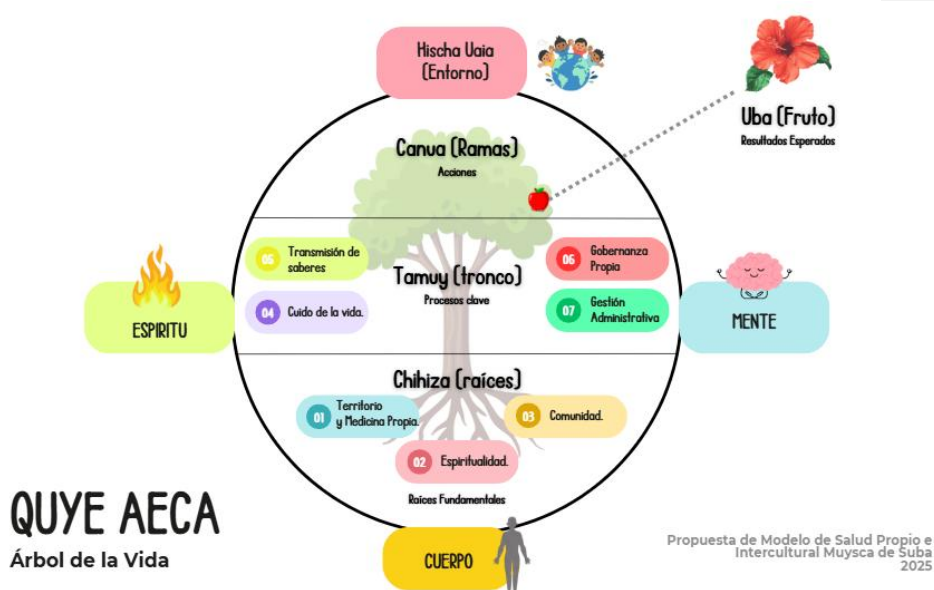 Hischa Uaia
(Entorno)
Uba (Fruto)
Resultados Esperados
Canua (Ramas)
Acciones
05 Transmisión de
saberes
06 Gobernanza
Propia
Tamuy (tronco)
Procesos clave
04 Cuido de la vida.
07 Gestión
Administrativa
ESPIRITU
MENTE
Chihiza (raíces)
01 Territorio
y Medicina Propia.
03 Comunidad.
02 Espiritualidad.
Raíces Fundamentales
QUYE AECA
Árbol de la Vida
CUERPO
Propuesta de Modelo de Salud Propio e
Intercultural Muysca de Suba
2025